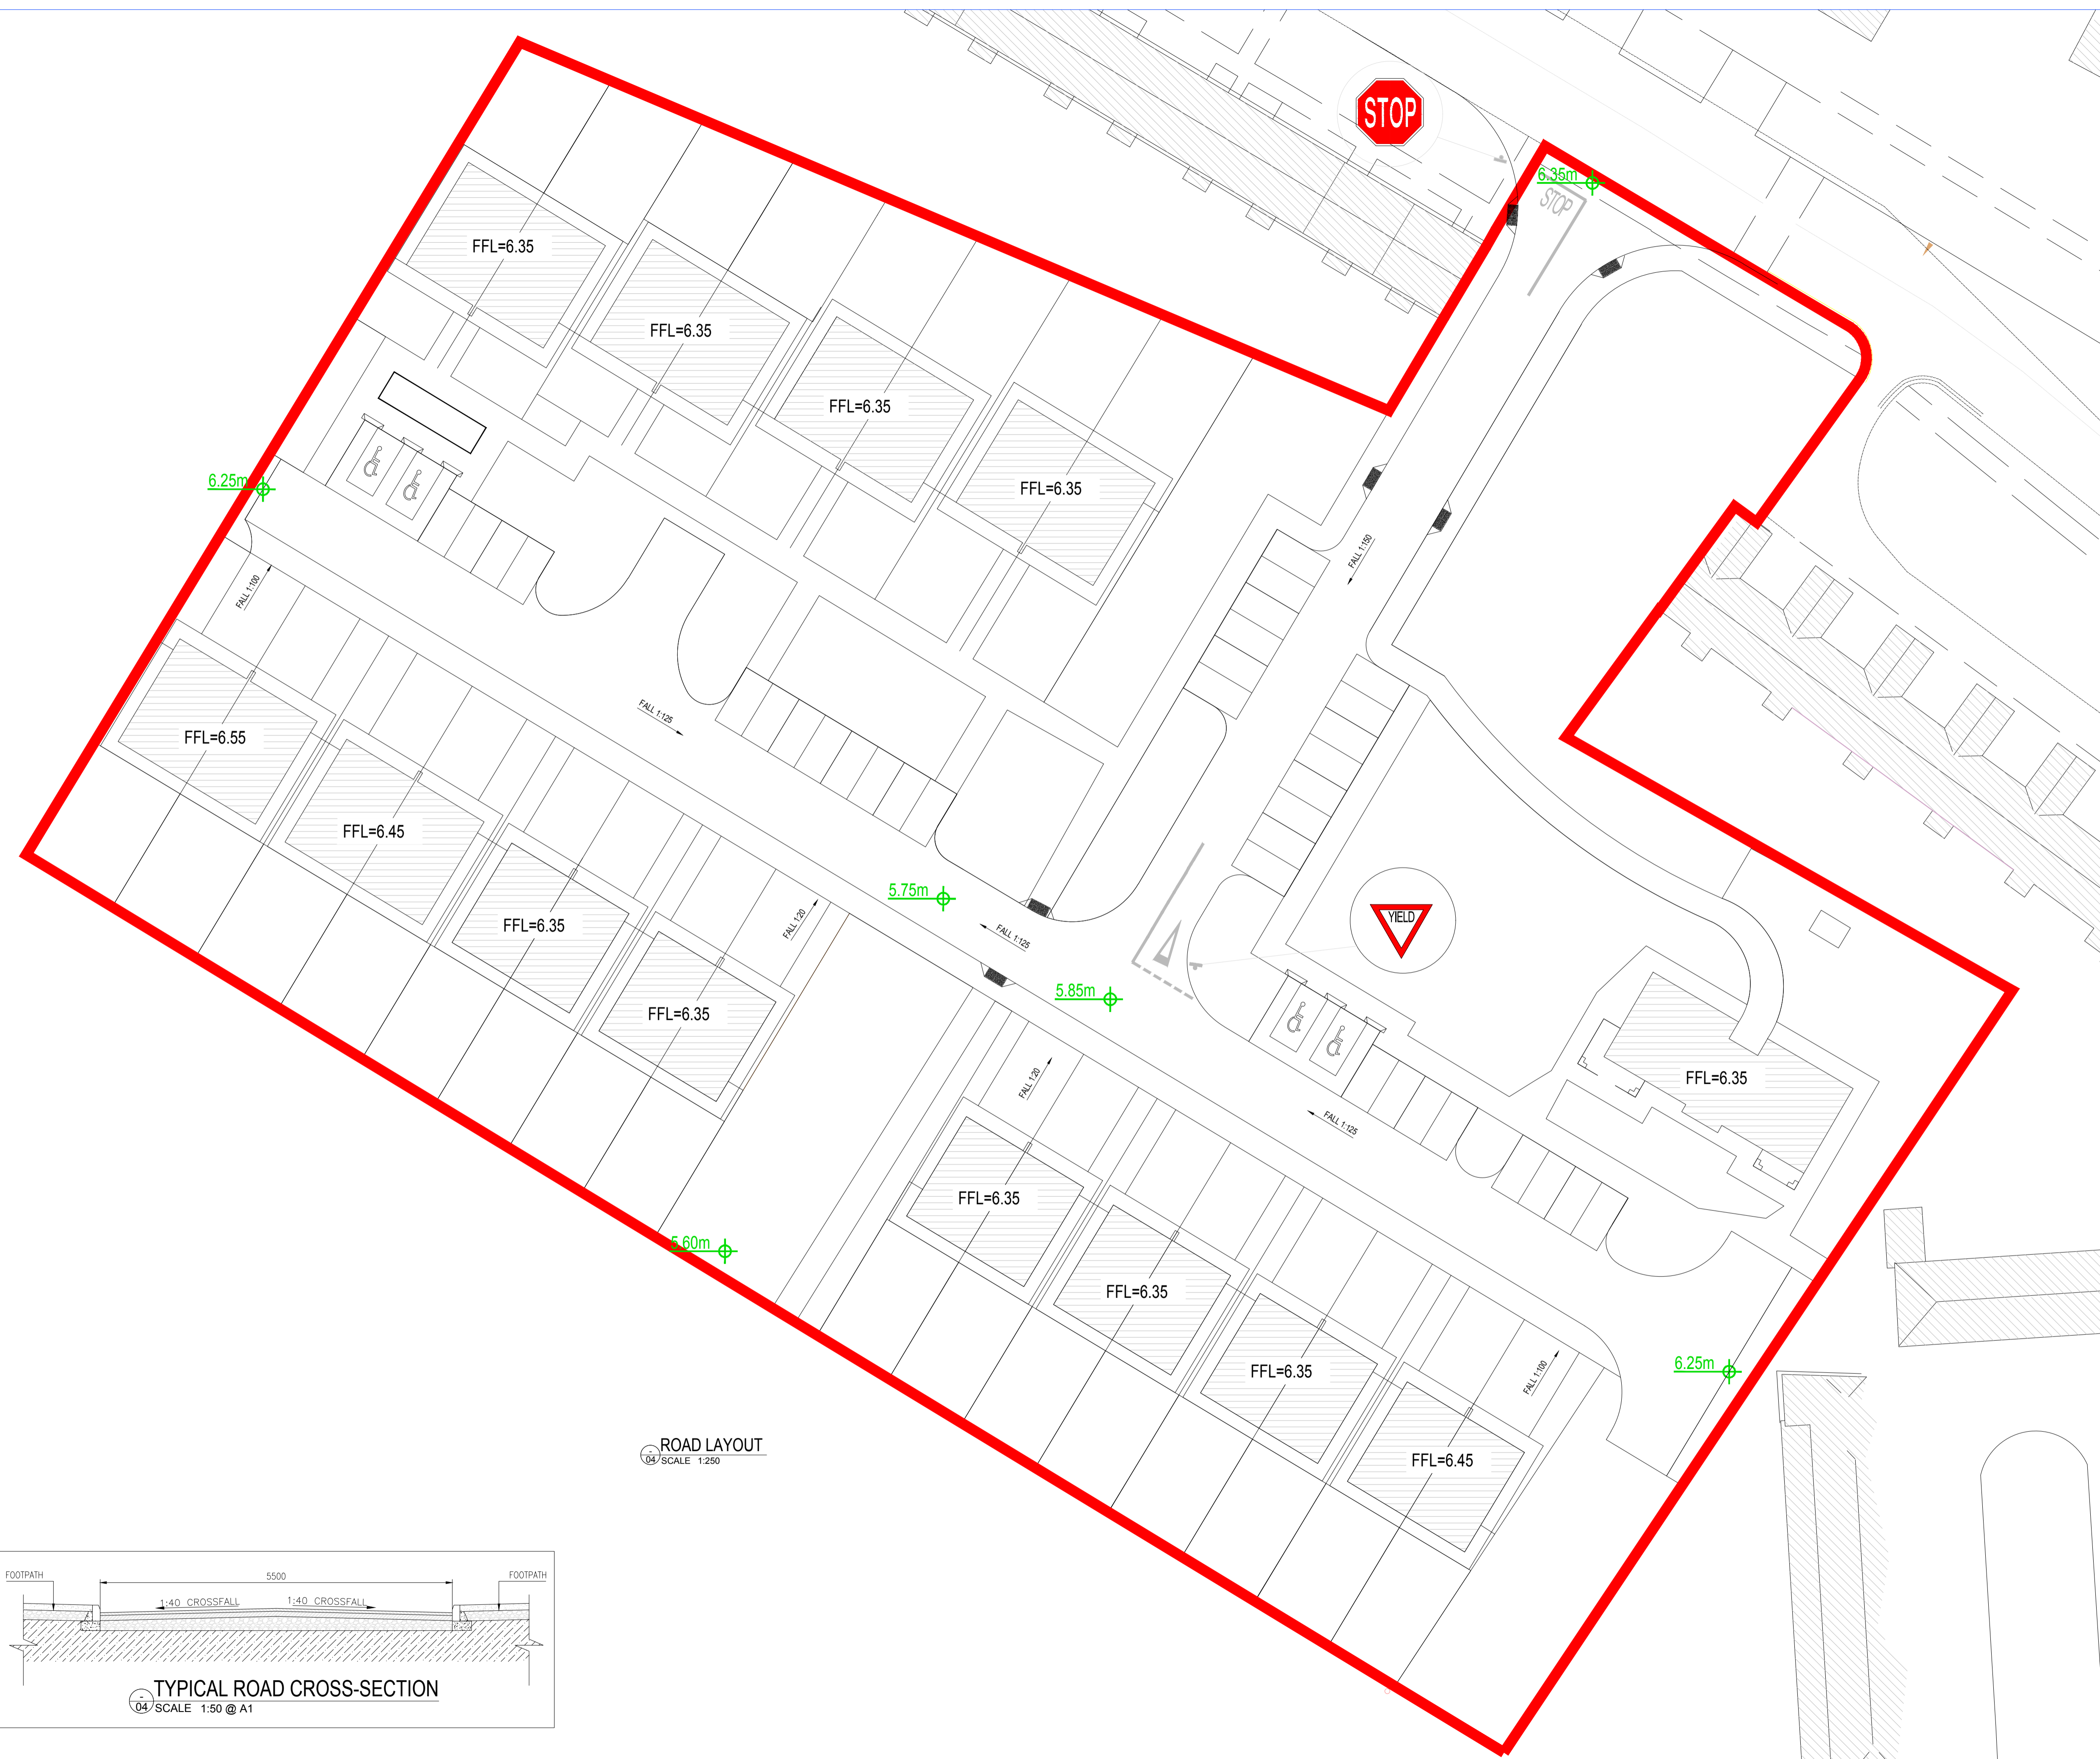 STOP
6.35m
STOP
FFL=6.35
FFL=6.35
FFL=6.35
FFL=6.35
6.25m
FALL 1:150
FALL 1:100
FFL=6.55
FALL 1:125
FFL=6.45
FFL=6.35
FFL=6.35
FALL 1:20
5.75m
FALL 1:125
YIELD
5.85m
FALL 1:20
FFL=6.35
FALL 1:125
FFL=6.35
FFL=6.35
5.60m
FFL=6.35
6.25m
FALL 1:100
FFL=6.45
ROAD LAYOUT
-
04
SCALE 1:250
FOOTPATH
5500
FOOTPATH
1:40 CROSSFALL
1:40 CROSSFALL
TYPICAL ROAD CROSS-SECTION
-
04
SCALE 1:50 @ A1